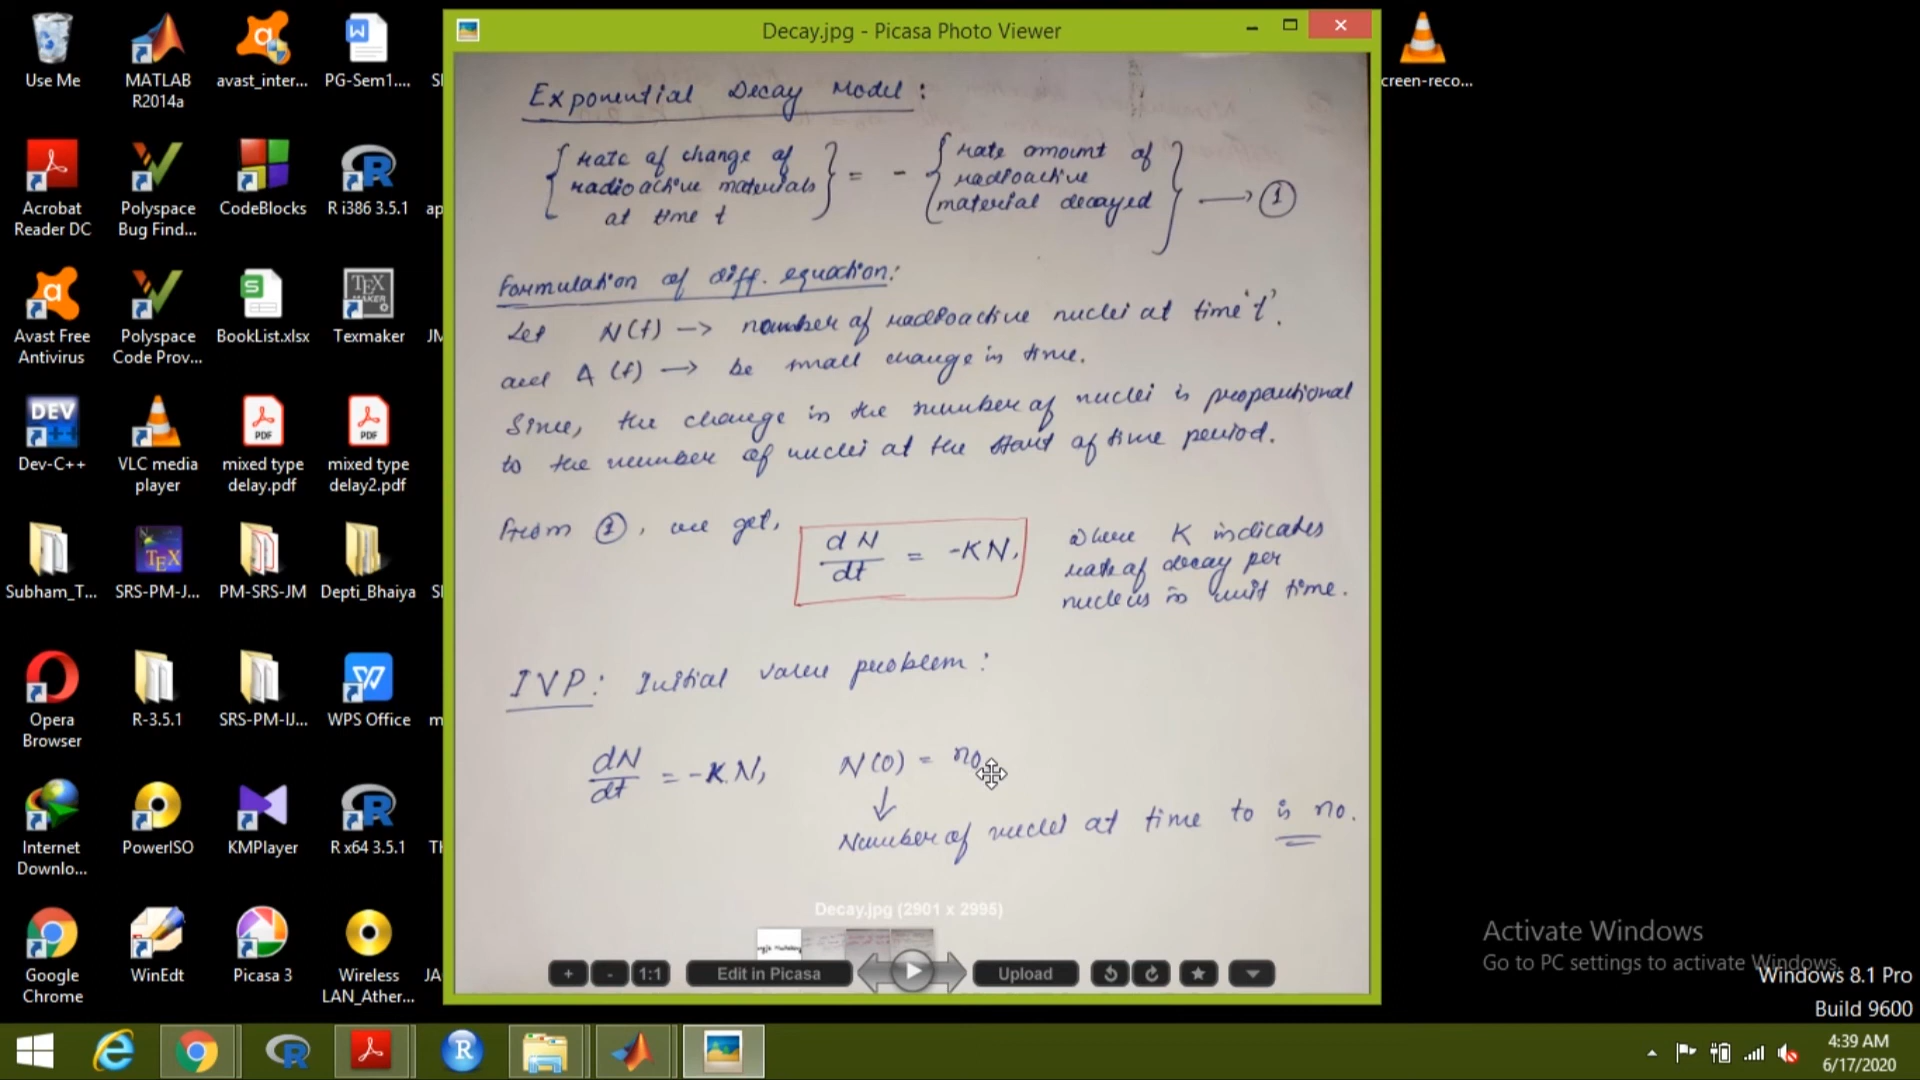 Decay.jpg - Picasa Photo Viewer
Use Me
MATLAB R2014a
avast_inter...
PG-Sem1....
creen-reco...
Acrobat Reader DC
Polyspace Bug Find...
CodeBlocks
R i386 3.5.1
ap
Avast Free Antivirus
Polyspace Code Prov...
BookList.xlsx
Texmaker
JM
Dev-C++
VLC media player
mixed type delay.pdf
mixed type delay2.pdf
Subham_T...
SRS-PM-J...
PM-SRS-JM
Depti_Bhaiya
Opera Browser
R-3.5.1
SRS-PM-IJ...
WPS Office
Internet Downlo...
PowerISO
KMPlayer
R x64 3.5.1
Google Chrome
WinEdt
Picasa 3
Wireless LAN_Ather...
JA
Exponential Decay Model :
{ rate of change of radioactive materials at time t } = - { rate amount of radioactive material decayed } → ①
Formulation of diff. equation:
Let N(t) → number of radioactive nuclei at time 't'.
and Δ(t) → be small change in time.
Since, the change in the number of nuclei is propautional
to the number of nuclei at the start of time period.
From ①, we get, dN/dt = -KN, where K indicates
rate of decay per
nucleus in unit time.
IVP: Initial value problem :
dN/dt = -KN, N(0) = n0
↓
Number of nuclei at time to is no.
Decay.jpg (2901 x 2995)
+ - 1:1 Edit in Picasa Upload
Activate Windows
Go to PC settings to activate Windows.
Windows 8.1 Pro
Build 9600
4:39 AM
6/17/2020